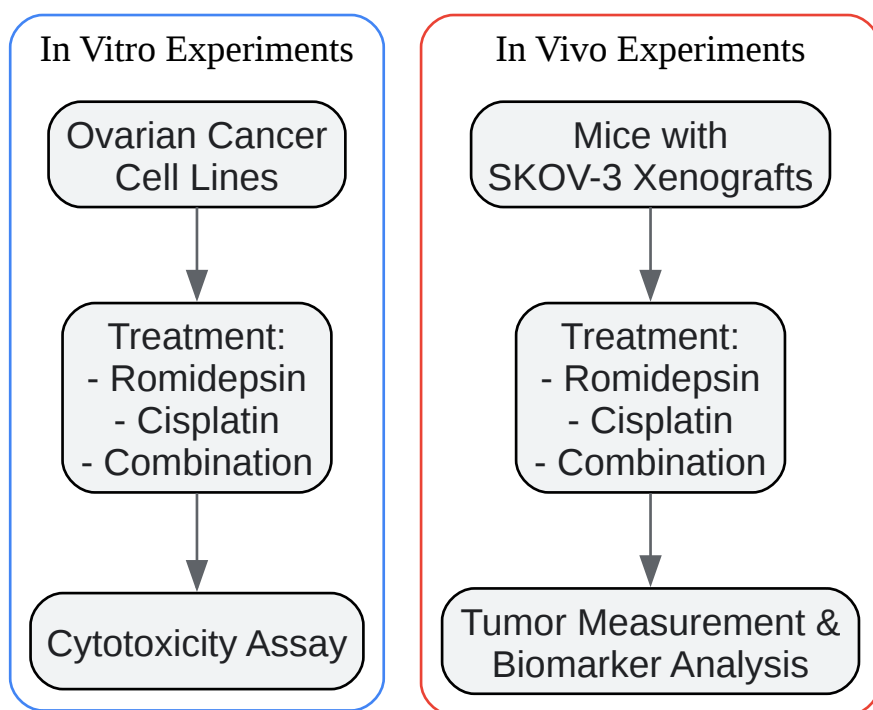 In Vitro Experiments
Ovarian Cancer
Cell Lines
Treatment:
- Romidepsin
- Cisplatin
- Combination
Cytotoxicity Assay
In Vivo Experiments
Mice with
SKOV-3 Xenografts
Treatment:
- Romidepsin
- Cisplatin
- Combination
Tumor Measurement &
Biomarker Analysis